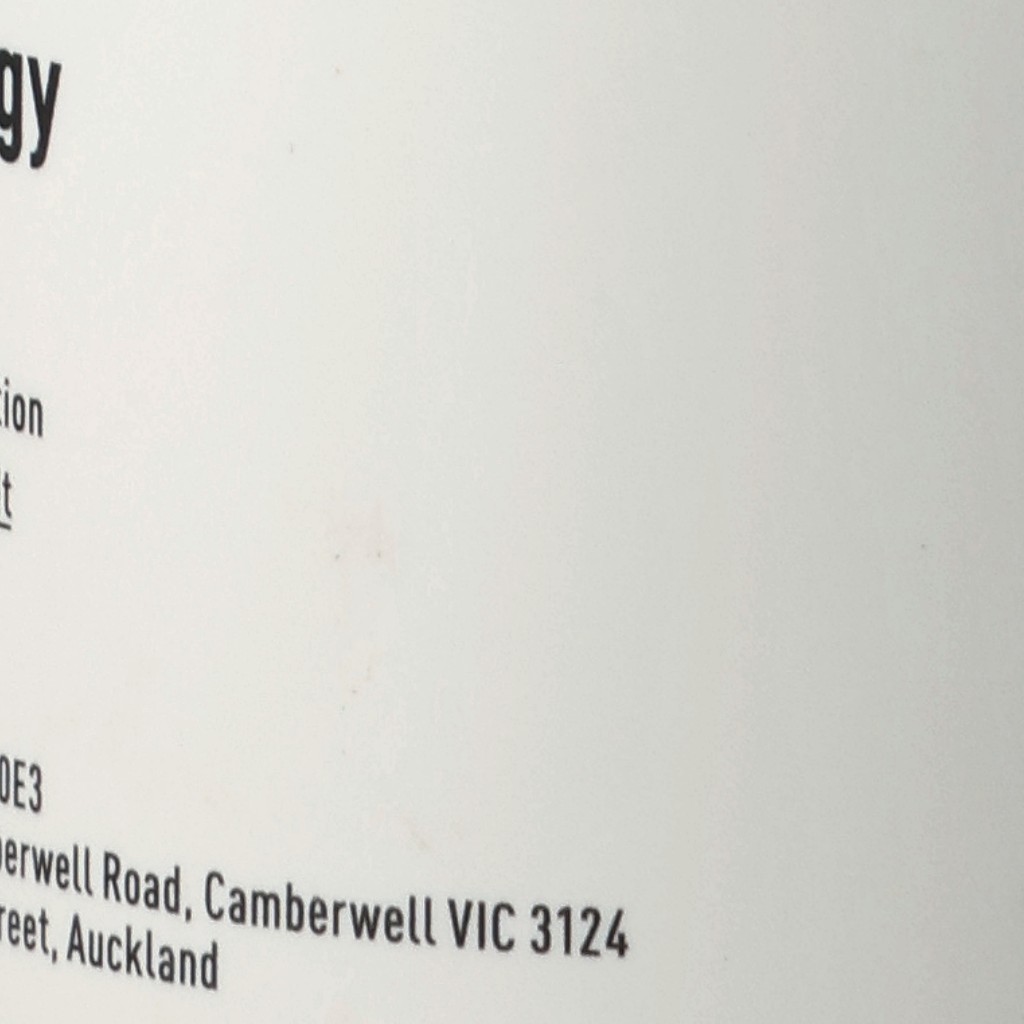 gy
tion
t
0E3
erwell Road, Camberwell VIC 3124
reet, Auckland